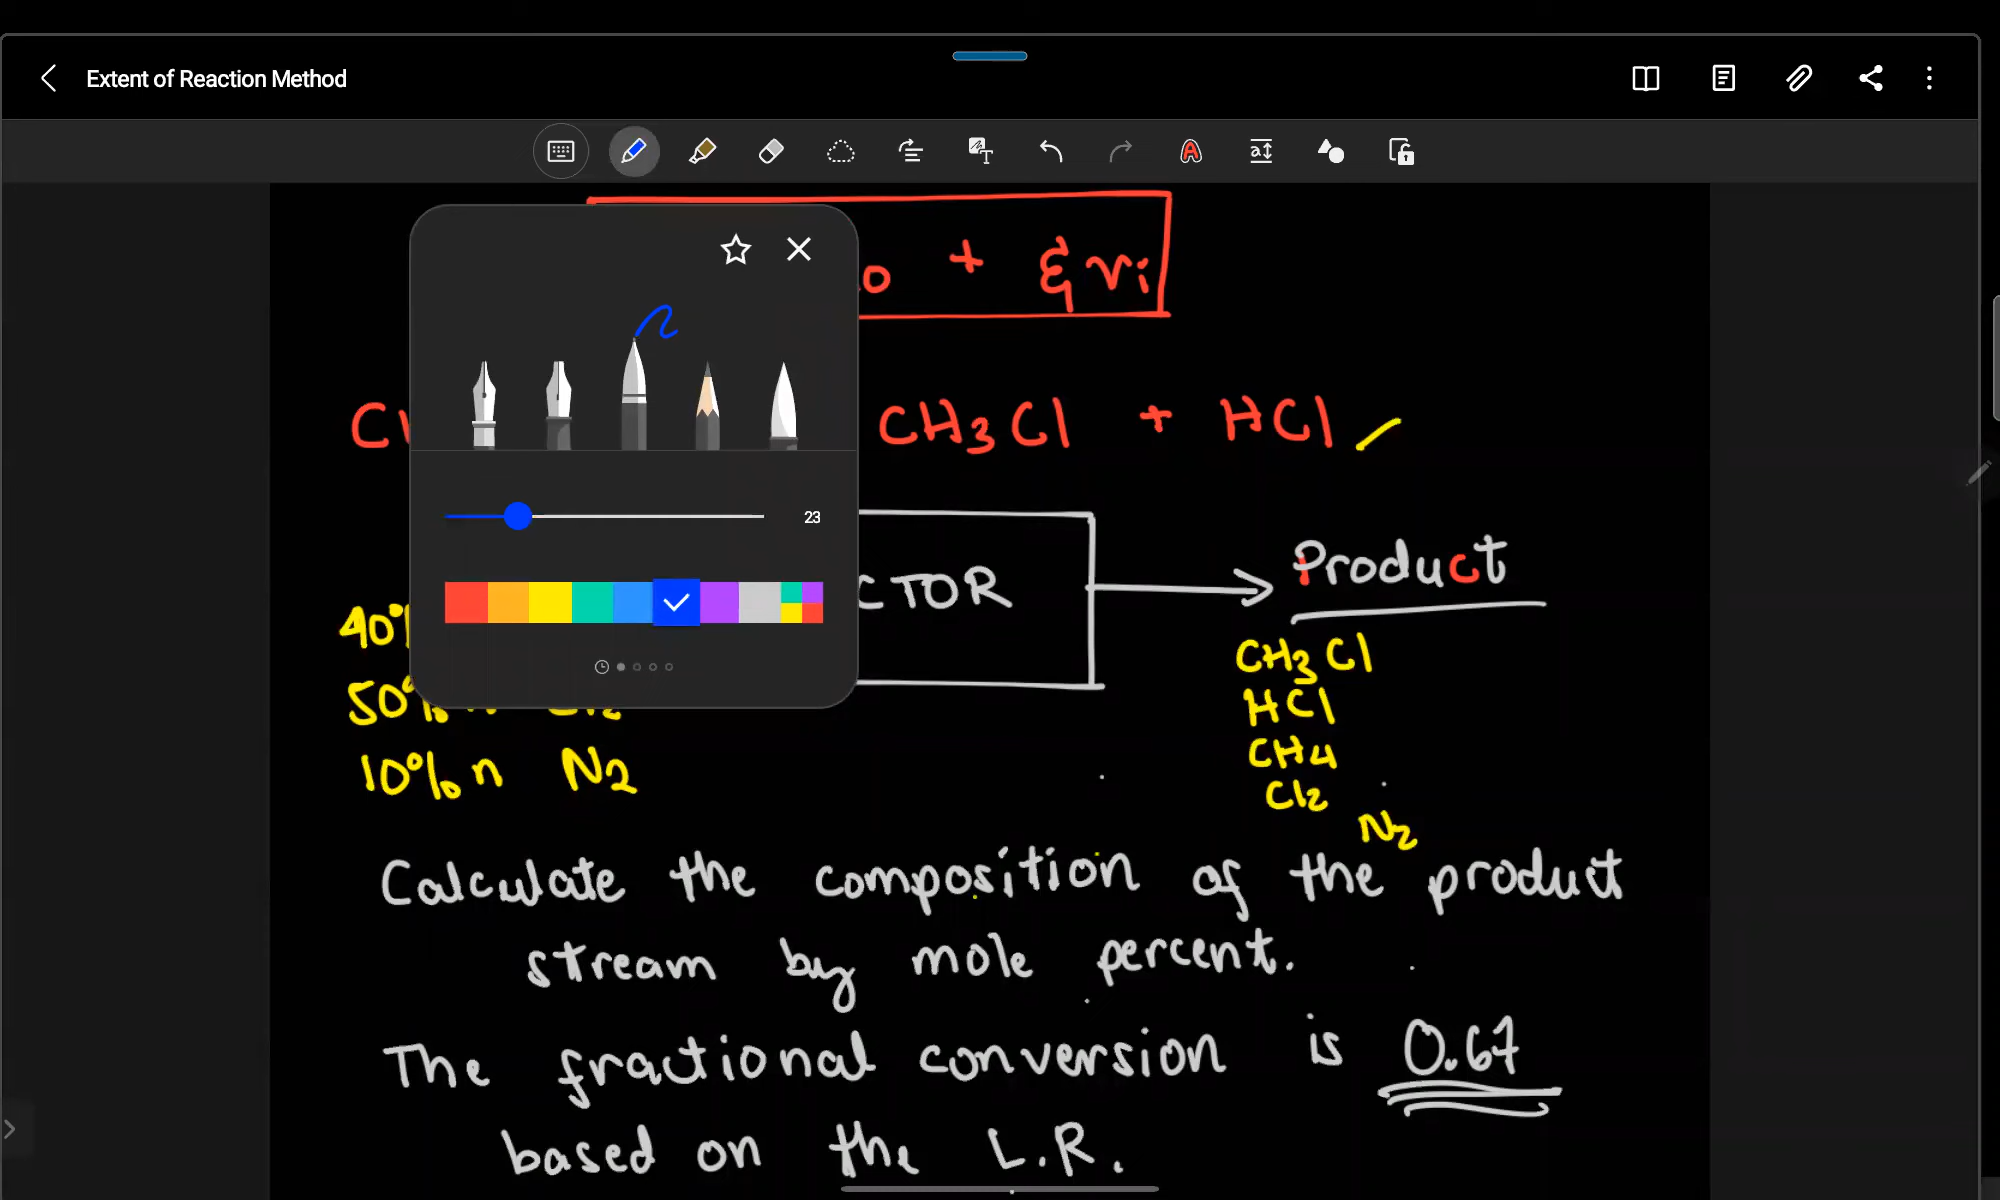 Extent of Reaction Method
o + ξνi
CH3Cl + HCl
23
CTOR
Product
40%
50% n
10% n N2
CH3Cl
HCl
CH4
Cl2
N2
Calculate the composition of the product
stream by mole percent.
The fractional conversion is 0.67
based on the L.R.